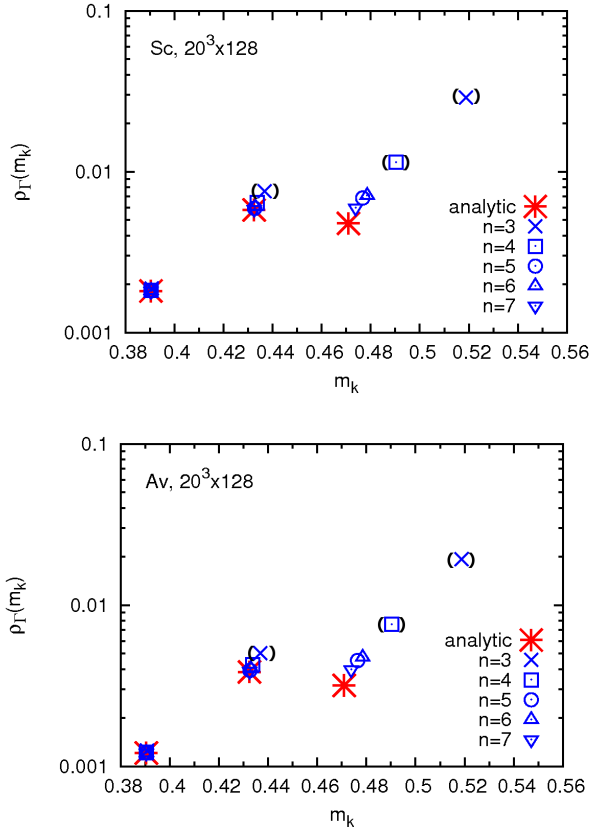 0.1
Sc, 20³x128
0.01
ρΓ(mk)
analytic
n=3
n=4
n=5
n=6
n=7
0.001
0.38 0.4 0.42 0.44 0.46 0.48 0.5 0.52 0.54 0.56
mk
0.1
Av, 20³x128
0.01
ρΓ(mk)
analytic
n=3
n=4
n=5
n=6
n=7
0.001
0.38 0.4 0.42 0.44 0.46 0.48 0.5 0.52 0.54 0.56
mk